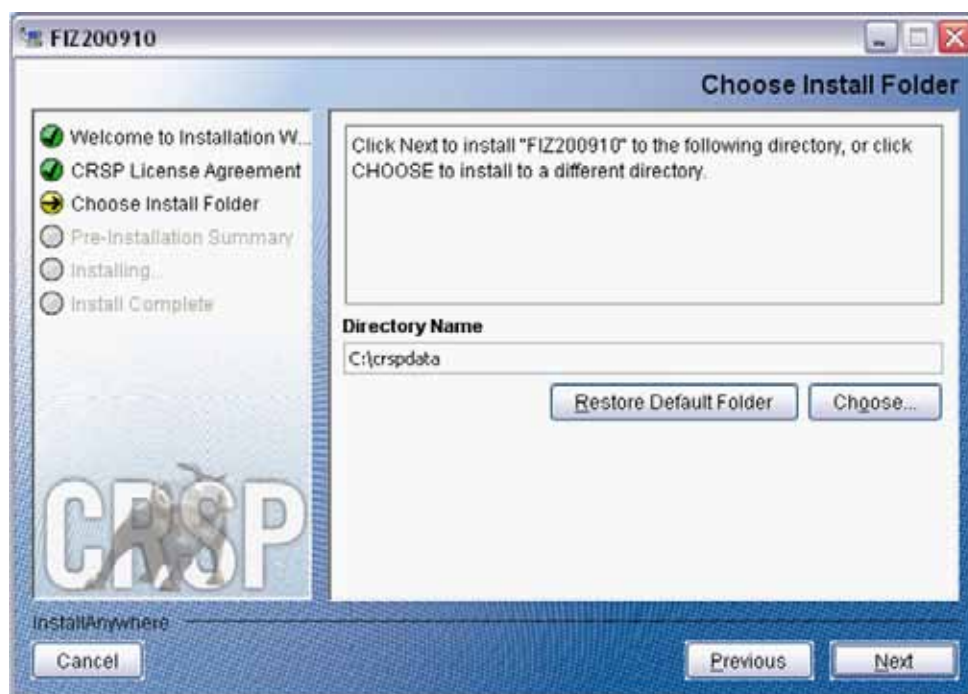 FIZ200910
Choose Install Folder
Welcome to Installation W...
CRSP License Agreement
Choose Install Folder
Pre-Installation Summary
Installing...
Install Complete
CRSP
Click Next to install "FIZ200910" to the following directory, or click
CHOOSE to install to a different directory.
Directory Name
C:\crspdata
Restore Default Folder
Choose...
InstallAnywhere
Cancel
Previous
Next